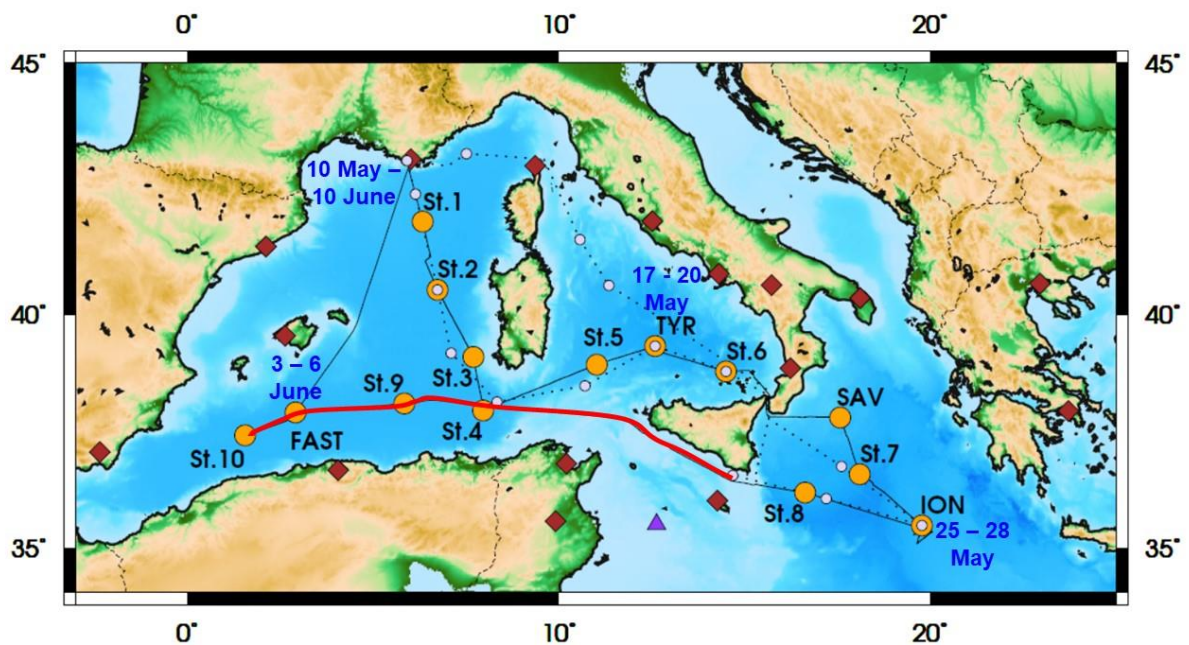 0° 10° 20°
45° 45°
10 May –
10 June
St.1
St.2
17 - 20
May
40° 40°
TYR
St.5
St.6
3 – 6
June
St.9
St.3
SAV
St.4
FAST
St.10
St.7
St.8
ION
25 – 28
May
35° 35°
0° 10° 20°